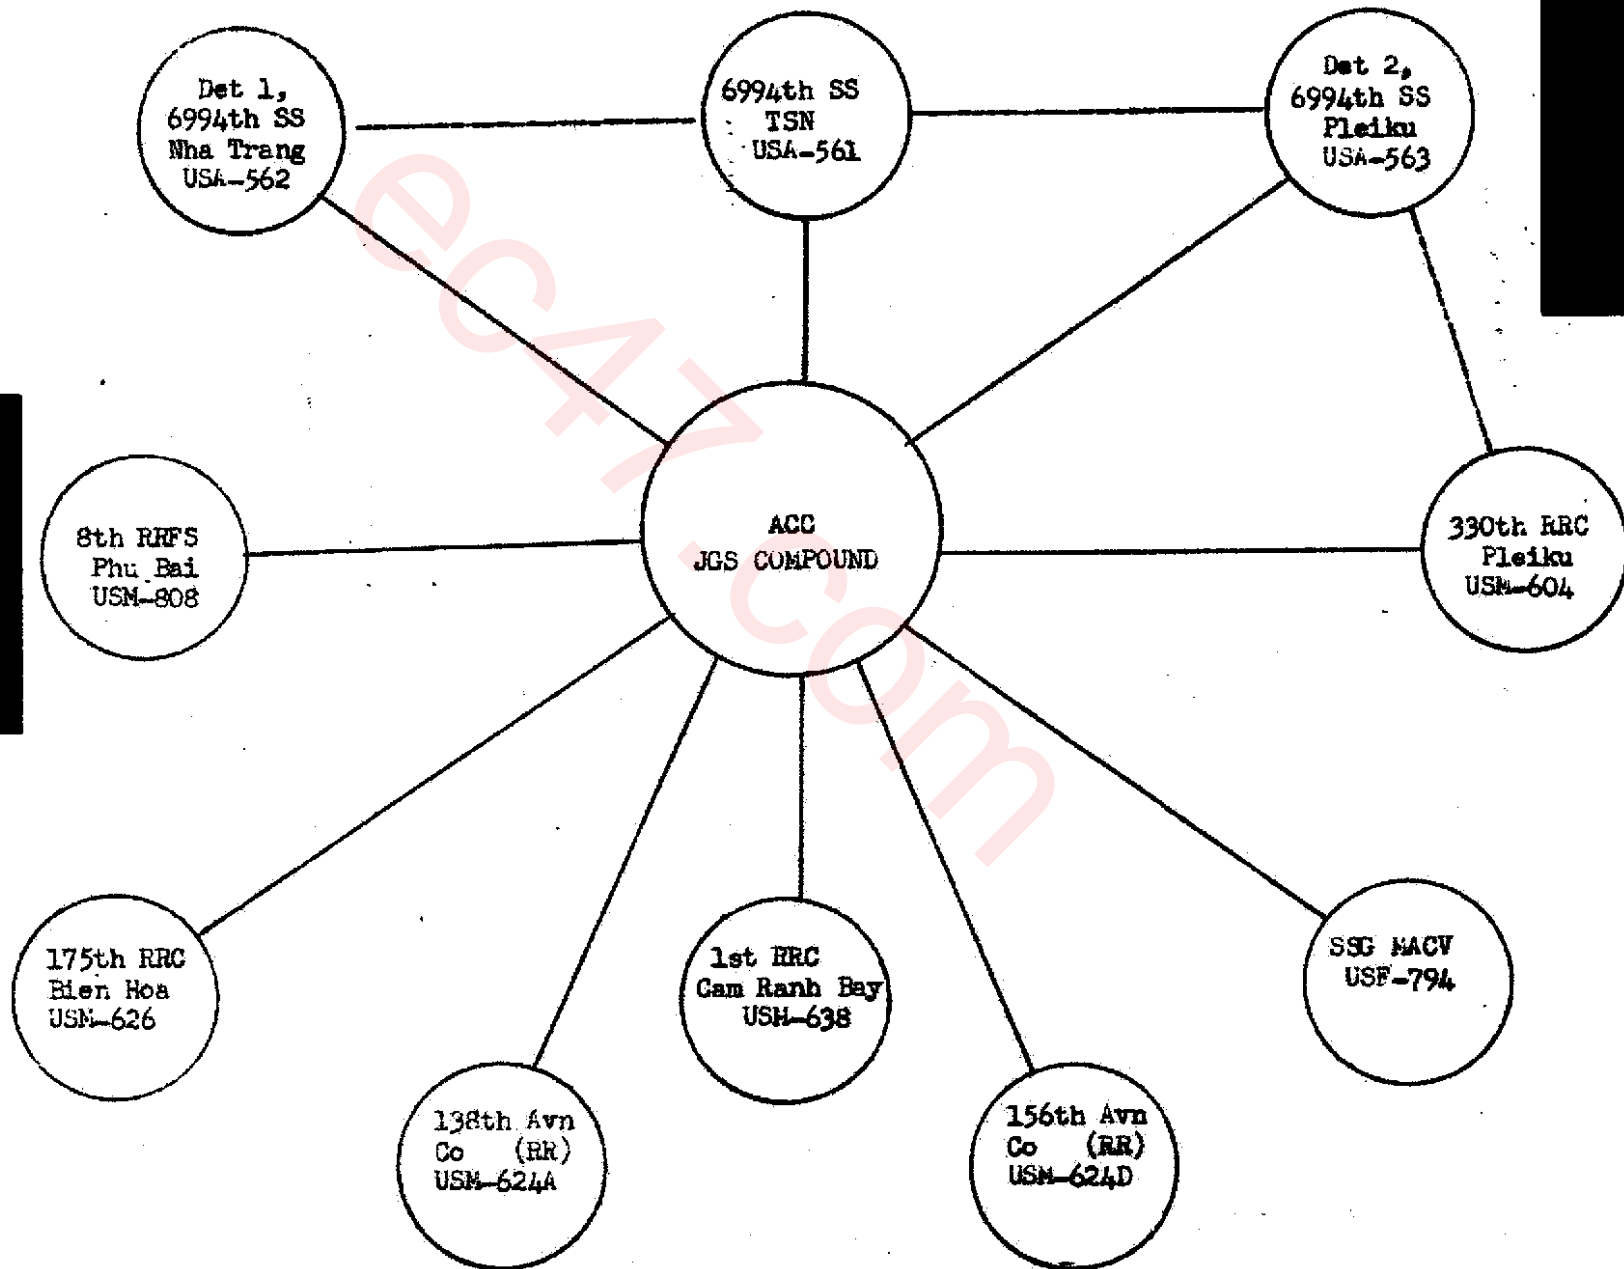 Det 1,
6994th SS
Nha Trang
USA-562
6994th SS
TSN
USA-561
Det 2,
6994th SS
Pleiku
USA-563
8th RRFS
Phu Bai
USM-808
ACC
JGS COMPOUND
330th RRC
Pleiku
USM-604
175th RRC
Bien Hoa
USM-626
138th Avn
Co (RR)
USM-624A
1st RRC
Cam Ranh Bay
USM-638
156th Avn
Co (RR)
USM-624D
SSG MACV
USF-794
ec47.com